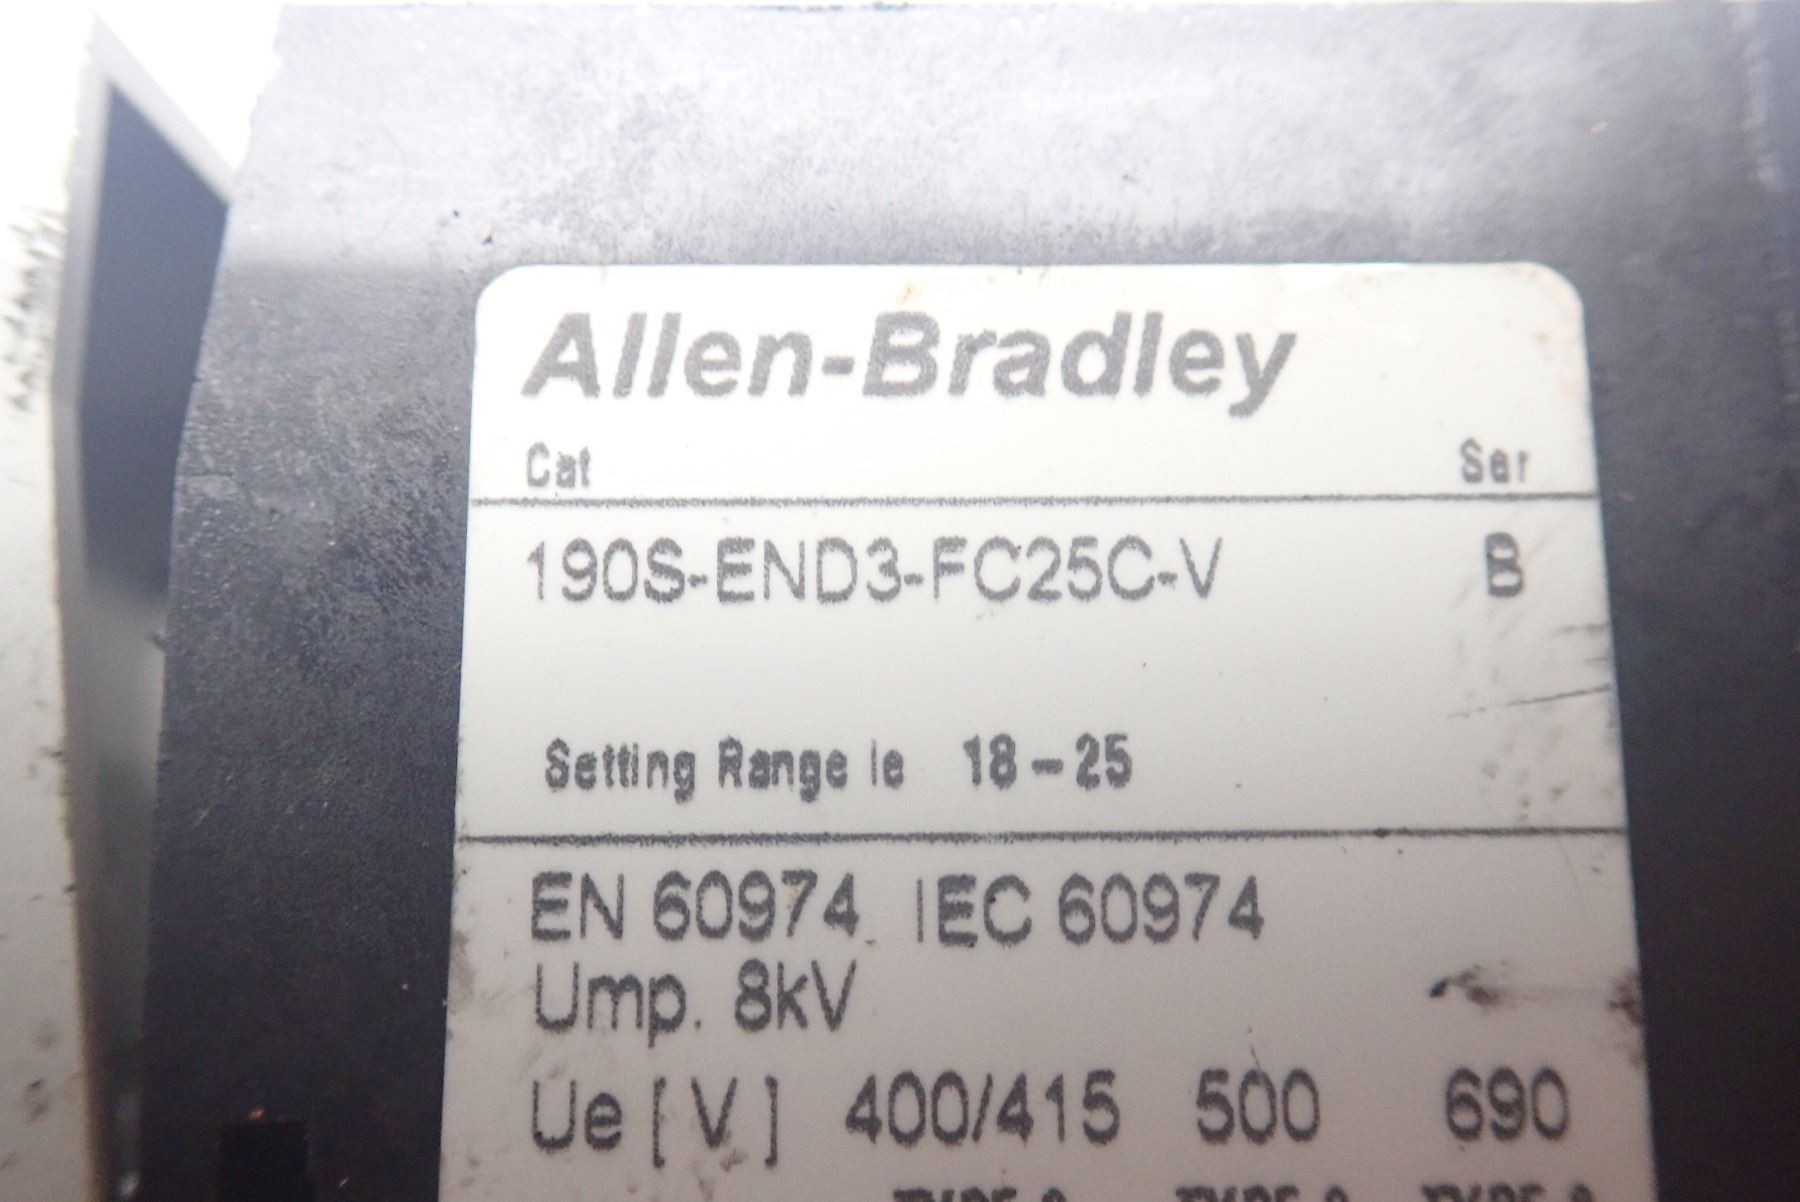 Allen-Bradley
Cat Ser
190S-END3-FC25C-V B
Setting Range Ie 18-25
EN 60974 IEC 60974
Ump. 8kV
Ue [ V ] 400/415 500 690